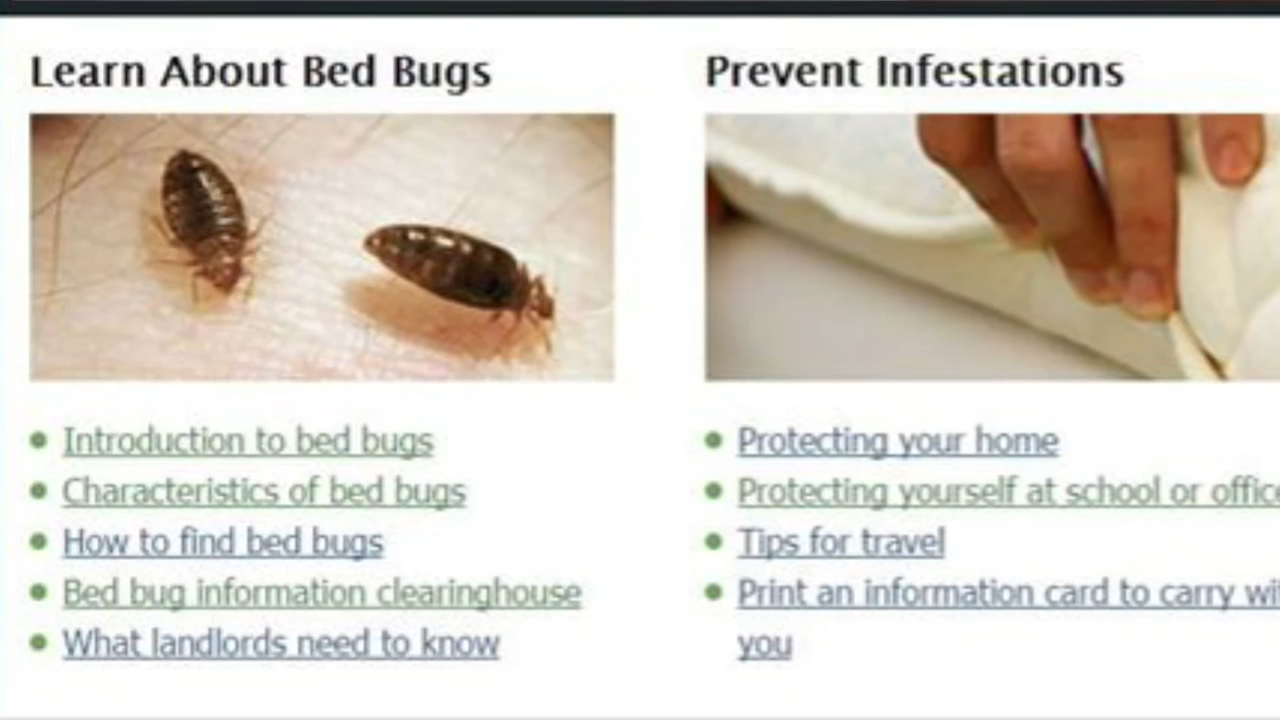 Learn About Bed Bugs
Introduction to bed bugs
Characteristics of bed bugs
How to find bed bugs
Bed bug information clearinghouse
What landlords need to know
Prevent Infestations
Protecting your home
Protecting yourself at school or office
Tips for travel
Print an information card to carry
you